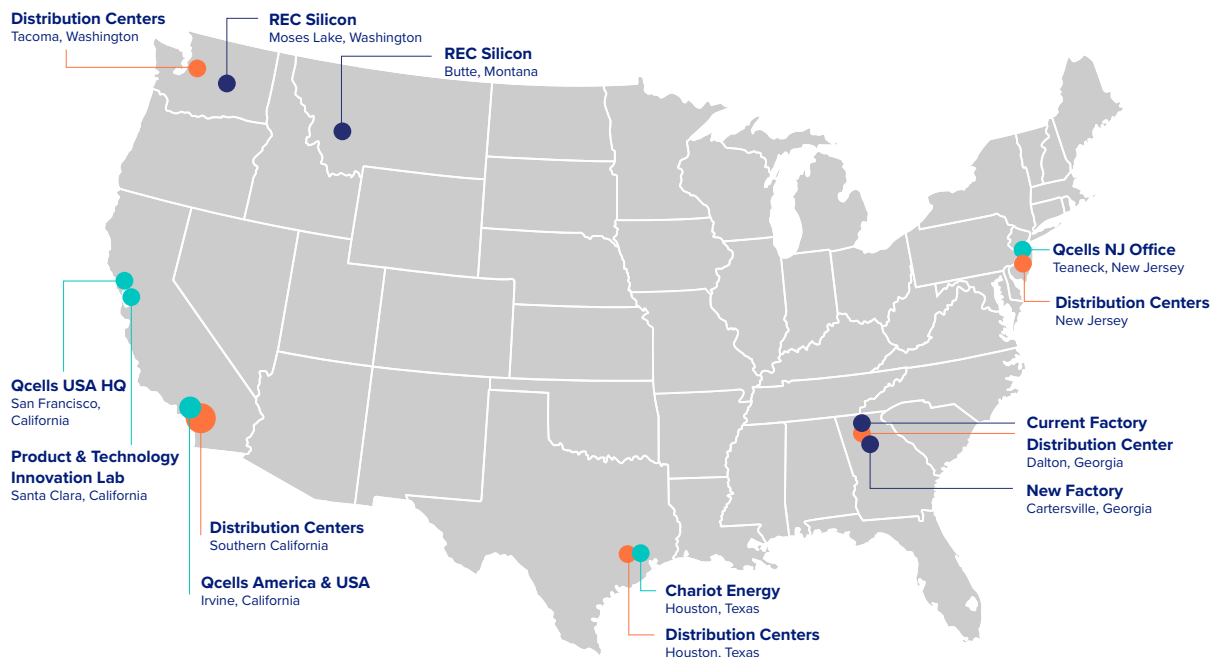 Distribution Centers
Tacoma, Washington
REC Silicon
Moses Lake, Washington
REC Silicon
Butte, Montana
Qcells NJ Office
Teaneck, New Jersey
Distribution Centers
New Jersey
Qcells USA HQ
San Francisco,
California
Product & Technology
Innovation Lab
Santa Clara, California
Current Factory
Distribution Center
Dalton, Georgia
New Factory
Cartersville, Georgia
Distribution Centers
Southern California
Qcells America & USA
Irvine, California
Chariot Energy
Houston, Texas
Distribution Centers
Houston, Texas